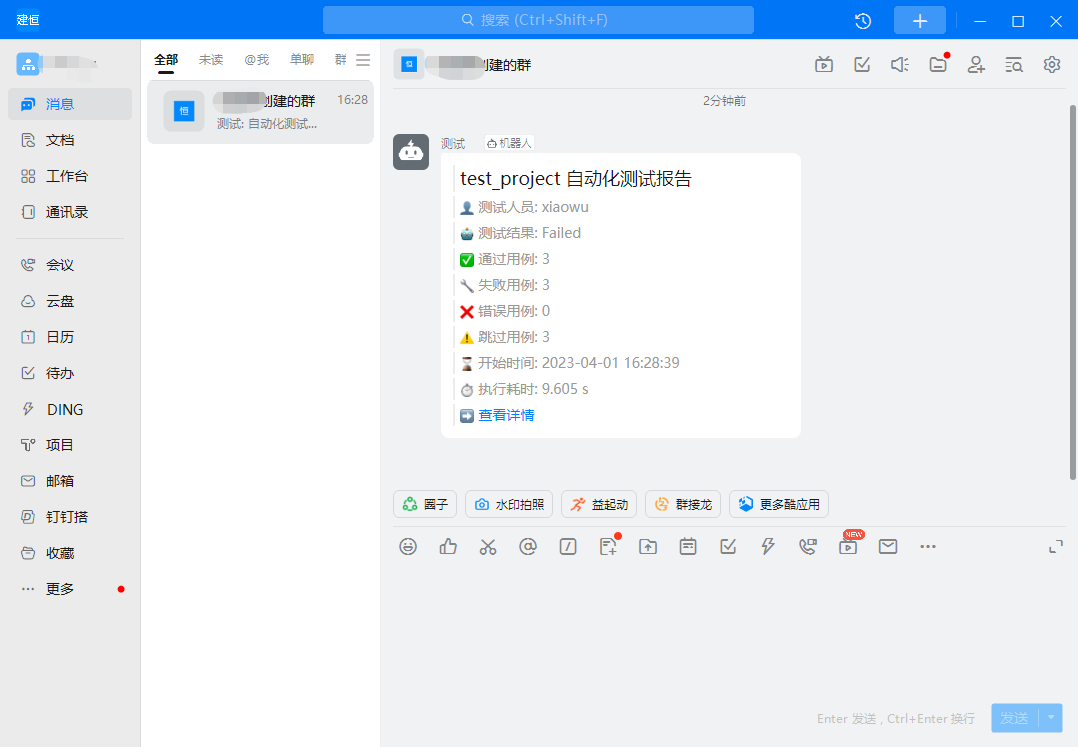 建恒
搜索 (Ctrl+Shift+F)
消息
文档
工作台
通讯录
会议
云盘
日历
待办
DING
项目
邮箱
钉钉搭
收藏
更多
全部 未读 @我 单聊 群
恒
创建的群 16:28
测试: 自动化测试...
恒
创建的群
2分钟前
测试 机器人
test_project 自动化测试报告
测试人员: xiaowu
测试结果: Failed
通过用例: 3
失败用例: 3
错误用例: 0
跳过用例: 3
开始时间: 2023-04-01 16:28:39
执行耗时: 9.605 s
查看详情
圈子 水印拍照 益起动 群接龙 更多酷应用
NEW
Enter 发送 , Ctrl+Enter 换行
发送